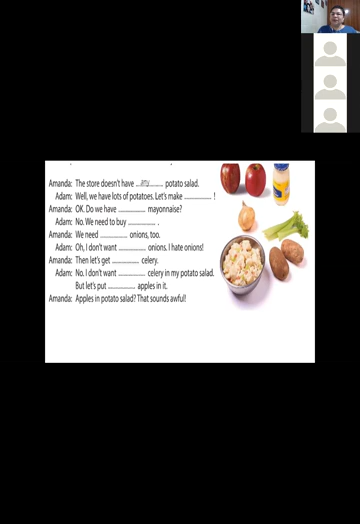 Amanda: The store doesn't have ...any........ potato salad.
Adam: Well, we have lots of potatoes. Let's make .................. !
Amanda: OK. Do we have .................. mayonnaise?
Adam: No. We need to buy .................. .
Amanda: We need .................. onions, too.
Adam: Oh, I don't want .................. onions. I hate onions!
Amanda: Then let's get .................. celery.
Adam: No. I don't want .................. celery in my potato salad.
But let's put .................. apples in it.
Amanda: Apples in potato salad? That sounds awful!